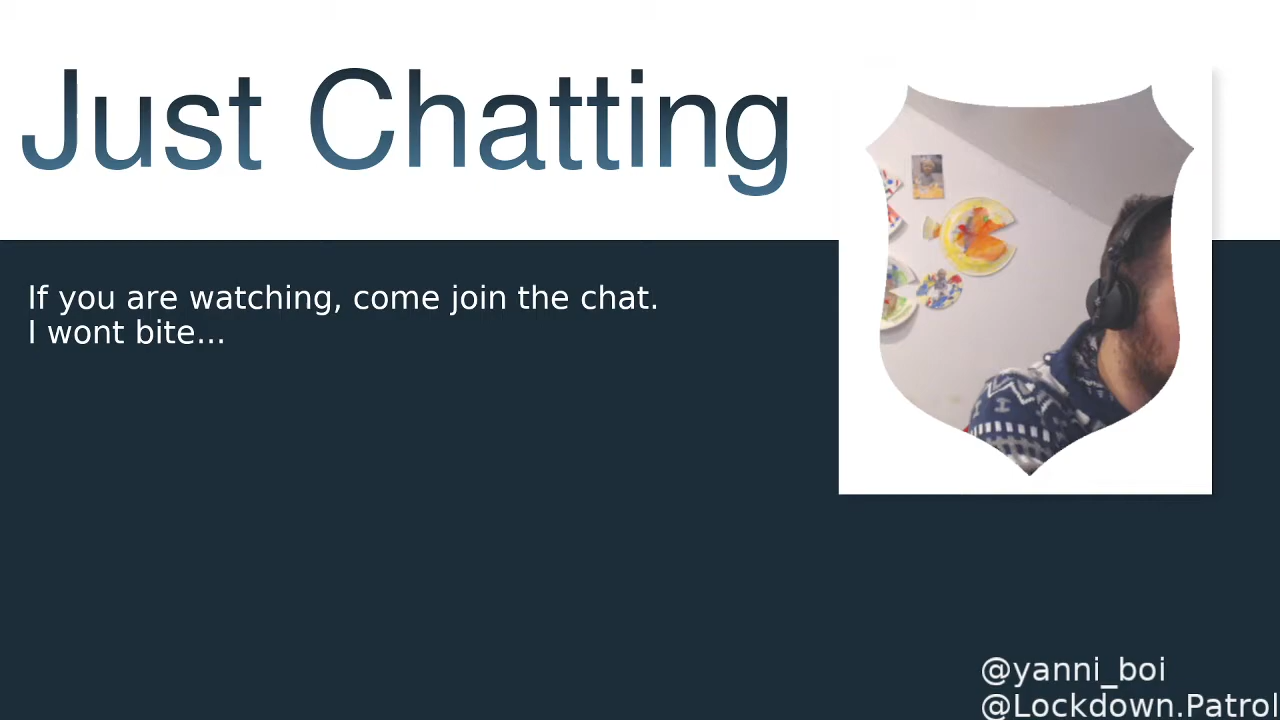 Just Chatting
If you are watching, come join the chat.
I wont bite...
@yanni_boi
@Lockdown.Patrol